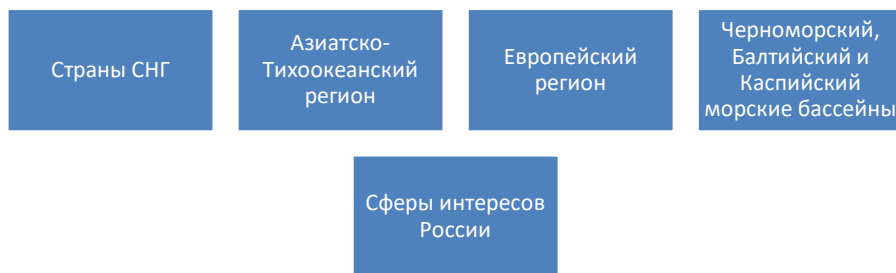 Страны СНГ
Азиатско-
Тихоокеанский
регион
Европейский
регион
Черноморский,
Балтийский и
Каспийский
морские бассейны
Сферы интересов
России